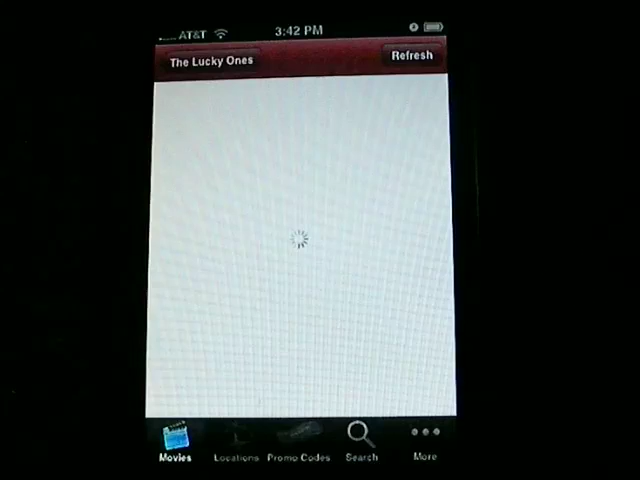 AT&T 3:42 PM
The Lucky Ones Refresh
Movies Locations Promo Codes Search More